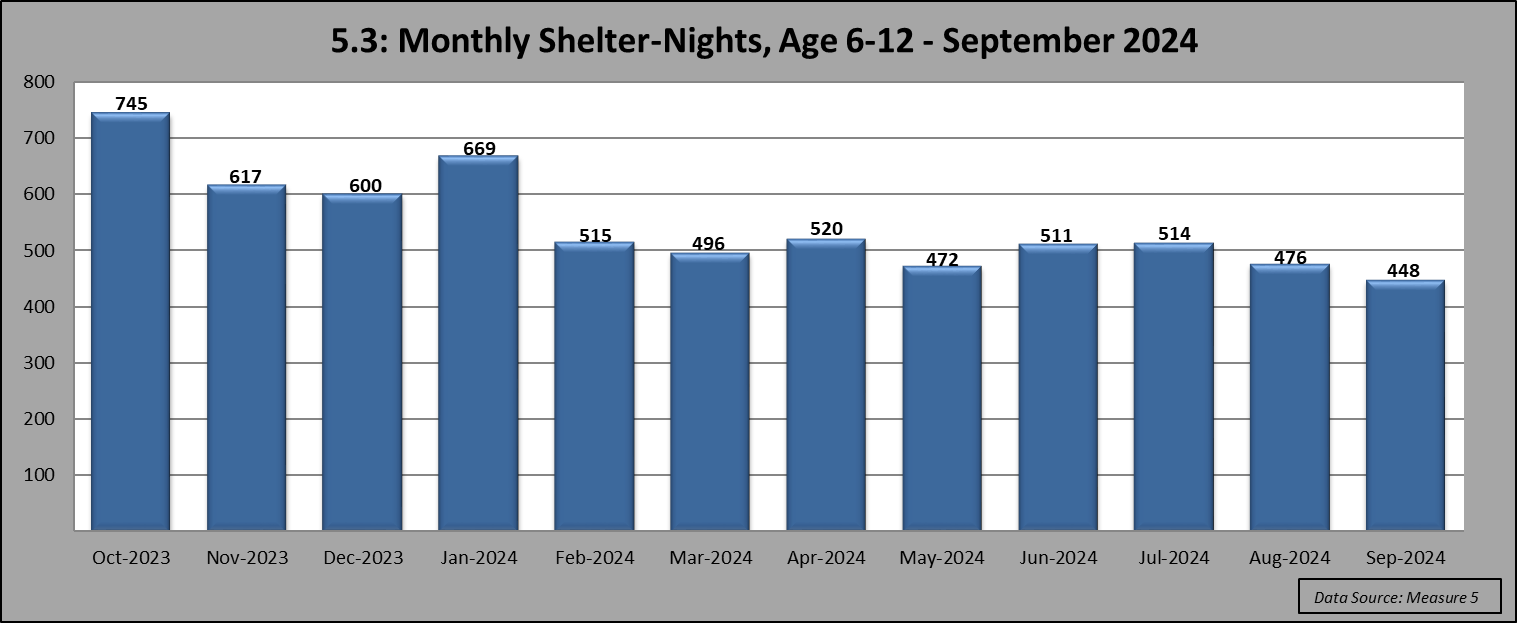 5.3: Monthly Shelter-Nights, Age 6-12 - September 2024
800
700
600
500
400
300
200
100
745
617
600
669
515
496
520
472
511
514
476
448
Oct-2023
Nov-2023
Dec-2023
Jan-2024
Feb-2024
Mar-2024
Apr-2024
May-2024
Jun-2024
Jul-2024
Aug-2024
Sep-2024
Data Source: Measure 5